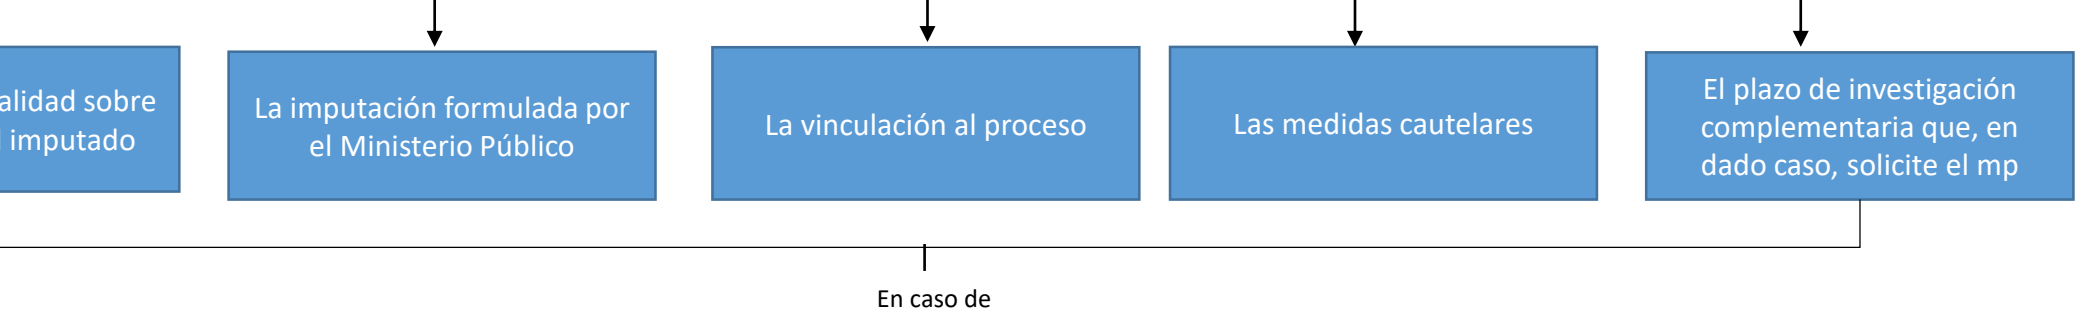 alidad sobre
imputado
La imputación formulada por
el Ministerio Público
La vinculación al proceso
Las medidas cautelares
El plazo de investigación
complementaria que, en
dado caso, solicite el mp
En caso de